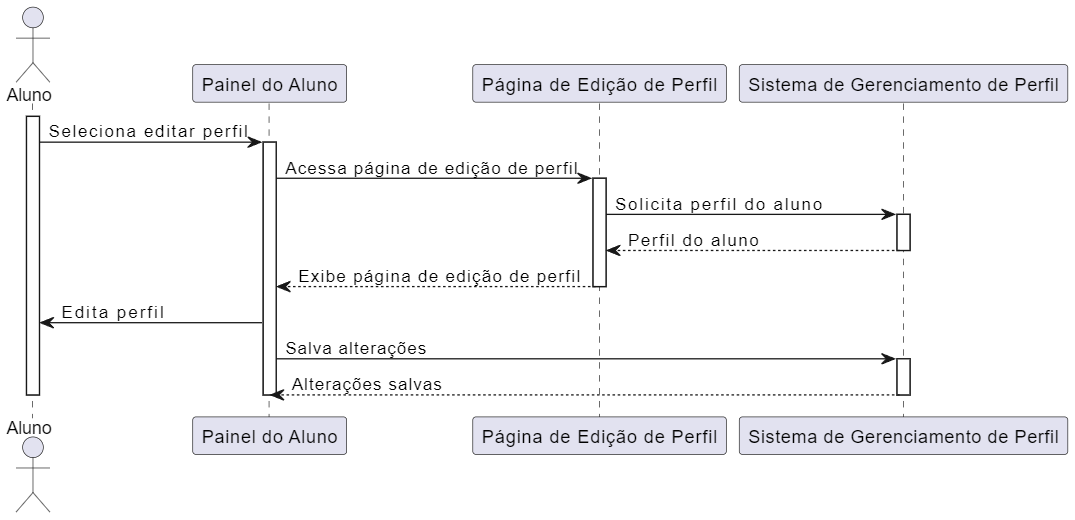 Aluno
Painel do Aluno
Página de Edição de Perfil
Sistema de Gerenciamento de Perfil
Seleciona editar perfil
Acessa página de edição de perfil
Solicita perfil do aluno
Perfil do aluno
Exibe página de edição de perfil
Edita perfil
Salva alterações
Alterações salvas
Aluno
Painel do Aluno
Página de Edição de Perfil
Sistema de Gerenciamento de Perfil